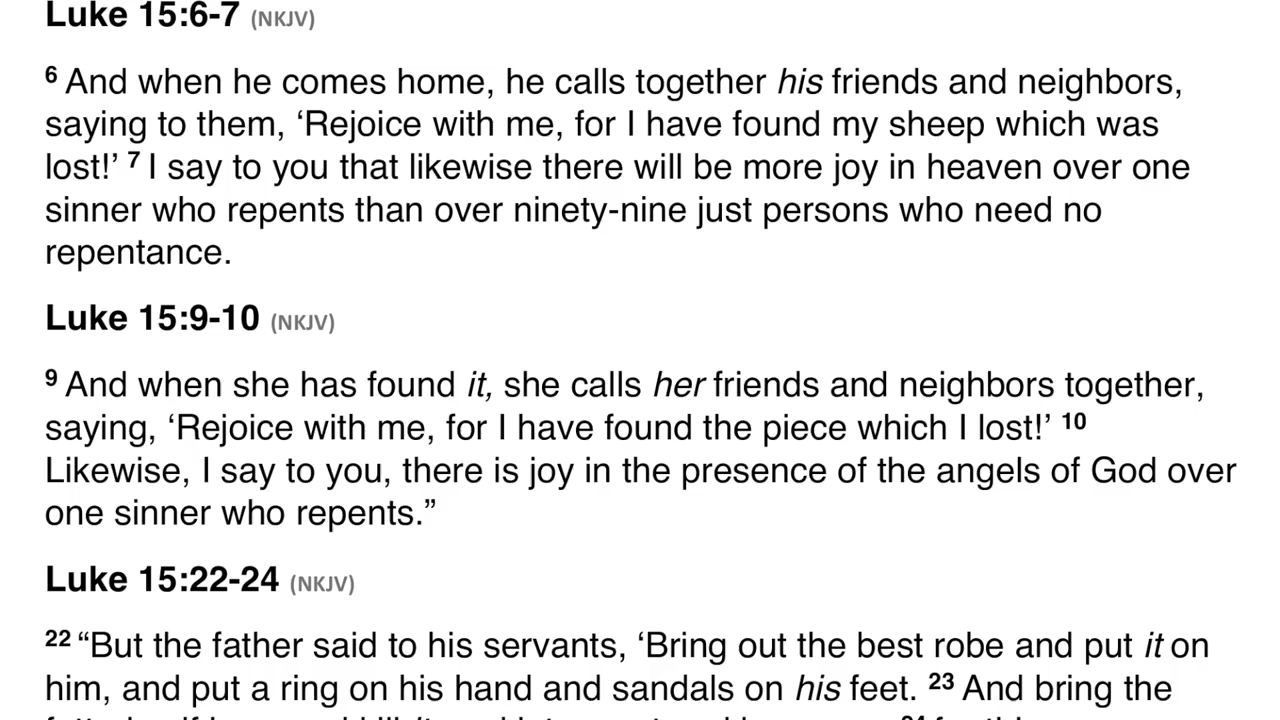 Luke 15:6-7 (NKJV)
6 And when he comes home, he calls together his friends and neighbors,
saying to them, ‘Rejoice with me, for I have found my sheep which was
lost!’ 7 I say to you that likewise there will be more joy in heaven over one
sinner who repents than over ninety-nine just persons who need no
repentance.
Luke 15:9-10 (NKJV)
9 And when she has found it, she calls her friends and neighbors together,
saying, ‘Rejoice with me, for I have found the piece which I lost!’ 10
Likewise, I say to you, there is joy in the presence of the angels of God over
one sinner who repents.”
Luke 15:22-24 (NKJV)
22 “But the father said to his servants, ‘Bring out the best robe and put it on
him, and put a ring on his hand and sandals on his feet. 23 And bring the